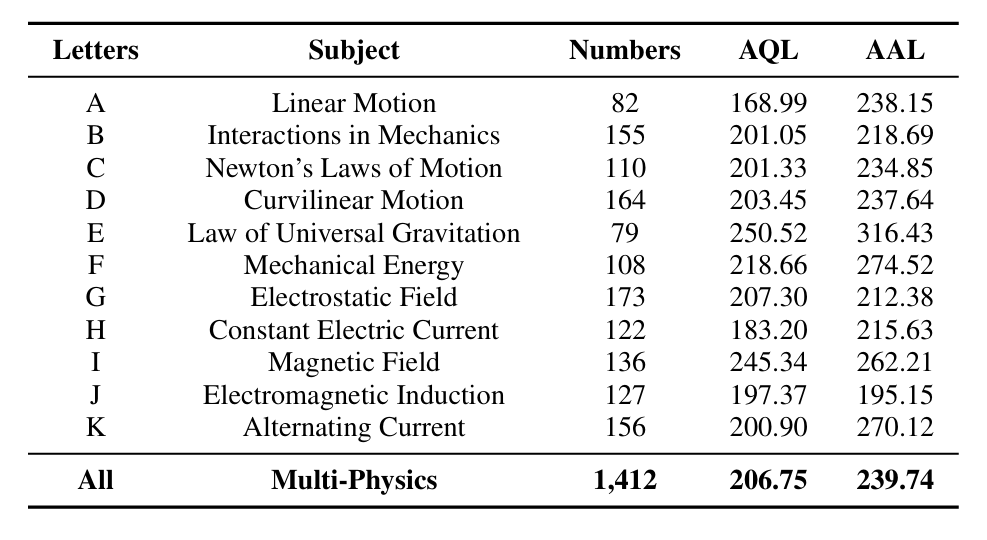 Letters Subject Numbers AQL AAL
A Linear Motion 82 168.99 238.15
B Interactions in Mechanics 155 201.05 218.69
C Newton's Laws of Motion 110 201.33 234.85
D Curvilinear Motion 164 203.45 237.64
E Law of Universal Gravitation 79 250.52 316.43
F Mechanical Energy 108 218.66 274.52
G Electrostatic Field 173 207.30 212.38
H Constant Electric Current 122 183.20 215.63
I Magnetic Field 136 245.34 262.21
J Electromagnetic Induction 127 197.37 195.15
K Alternating Current 156 200.90 270.12
All Multi-Physics 1,412 206.75 239.74